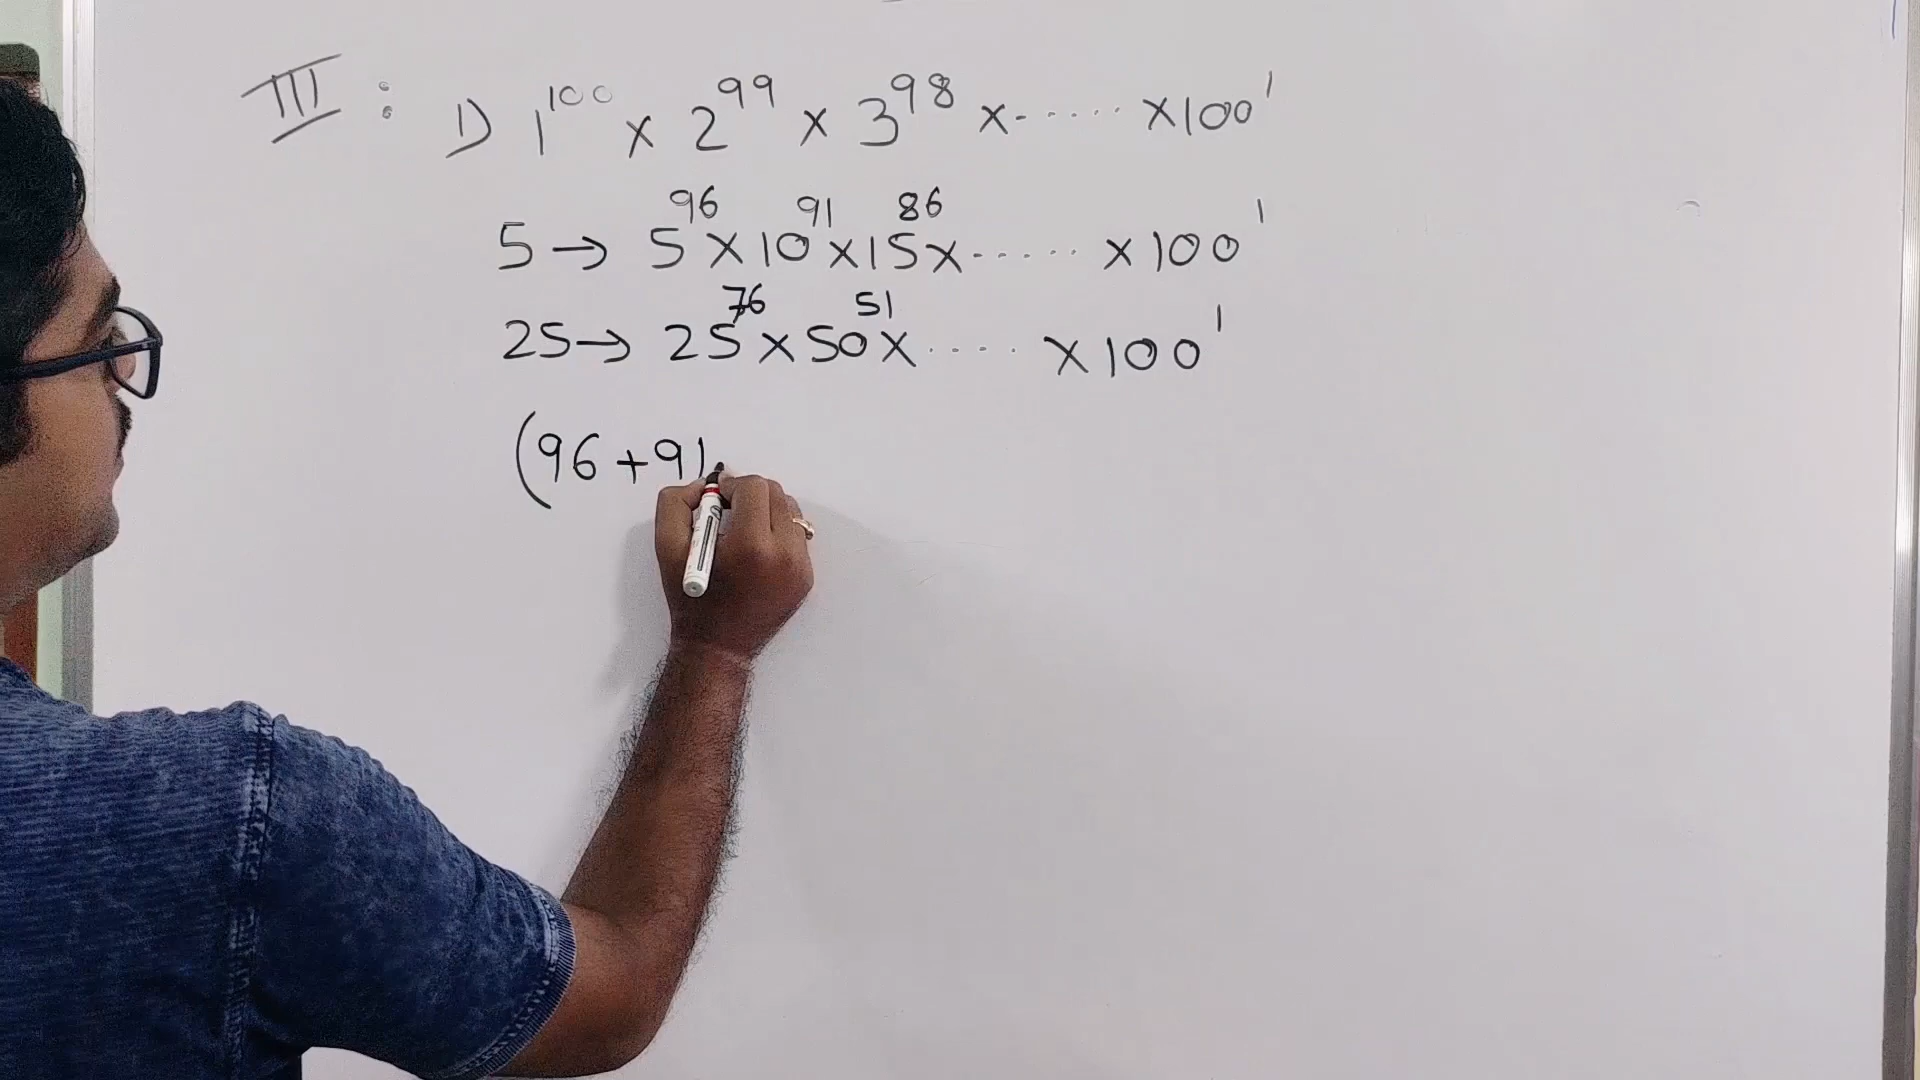 III : 1) 1^100 x 2^99 x 3^98 x ...... x 100^1
5 → 5^96 x 10^91 x 15^86 x ...... x 100^1
25 → 25^76 x 50^51 x .... x 100^1
(96 + 91